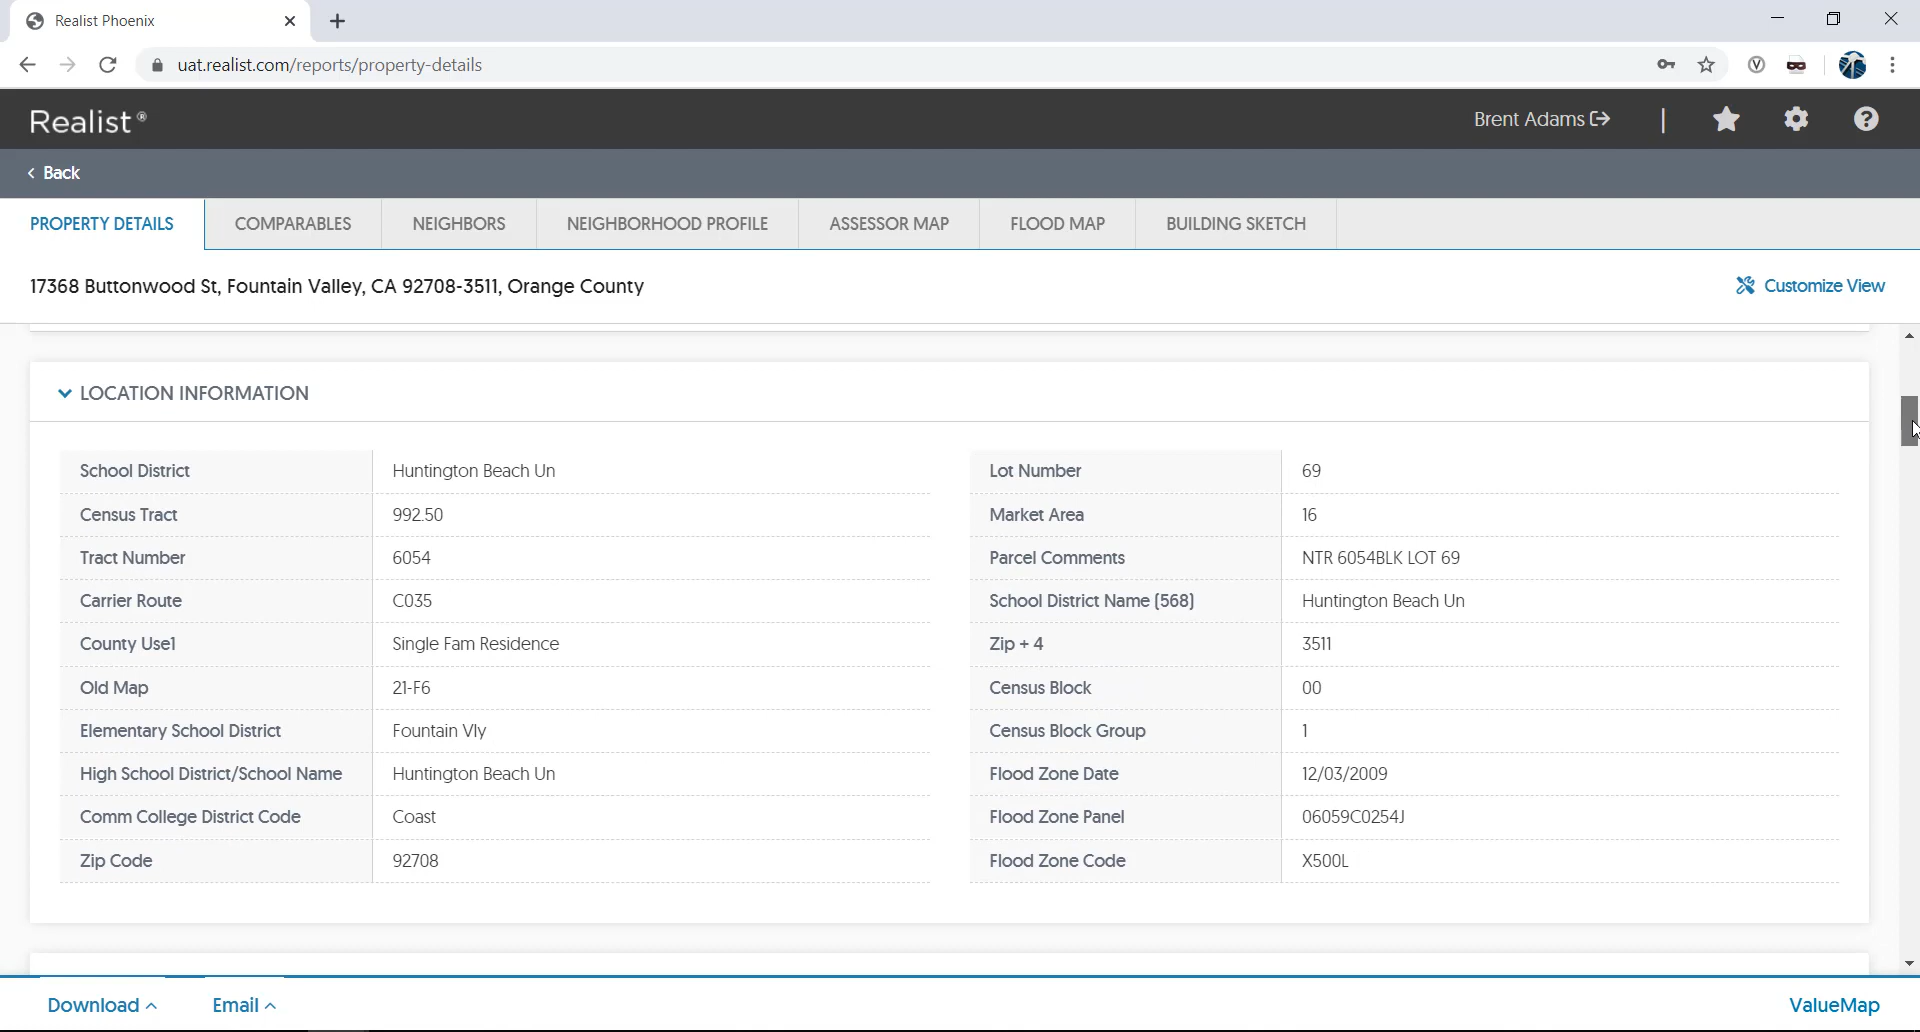 Realist Phoenix
uat.realist.com/reports/property-details
Realist®
Brent Adams
|
Back
PROPERTY DETAILS
COMPARABLES
NEIGHBORS
NEIGHBORHOOD PROFILE
ASSESSOR MAP
FLOOD MAP
BUILDING SKETCH
17368 Buttonwood St, Fountain Valley, CA 92708-3511, Orange County
Customize View
LOCATION INFORMATION
School District Huntington Beach Un
Census Tract 992.50
Tract Number 6054
Carrier Route C035
County Use1 Single Fam Residence
Old Map 21-F6
Elementary School District Fountain Vly
High School District/School Name Huntington Beach Un
Comm College District Code Coast
Zip Code 92708
Lot Number 69
Market Area 16
Parcel Comments NTR 6054BLK LOT 69
School District Name (568) Huntington Beach Un
Zip + 4 3511
Census Block 00
Census Block Group 1
Flood Zone Date 12/03/2009
Flood Zone Panel 06059C0254J
Flood Zone Code X500L
Download
Email
ValueMap